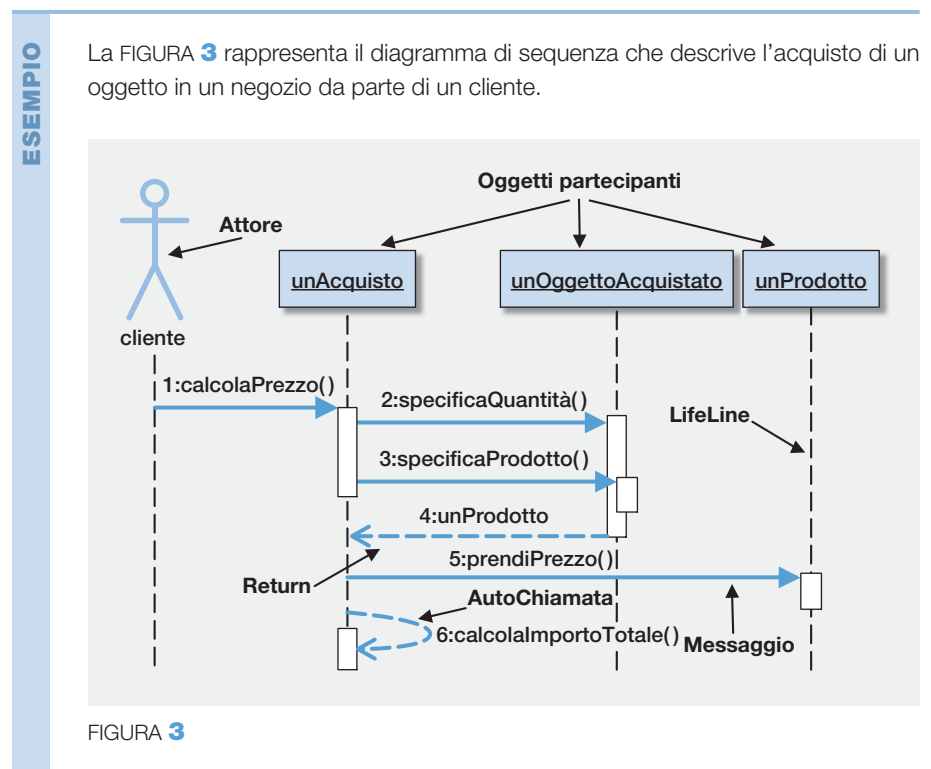 ESEMPIO
La FIGURA 3 rappresenta il diagramma di sequenza che descrive l'acquisto di un
oggetto in un negozio da parte di un cliente.
Oggetti partecipanti
Attore
unAcquisto
unOggettoAcquistato
unProdotto
cliente
1:calcolaPrezzo()
2:specificaQuantità()
LifeLine
3:specificaProdotto()
4:unProdotto
5:prendiPrezzo()
Return
AutoChiamata
6:calcolaImportoTotale()
Messaggio
FIGURA 3